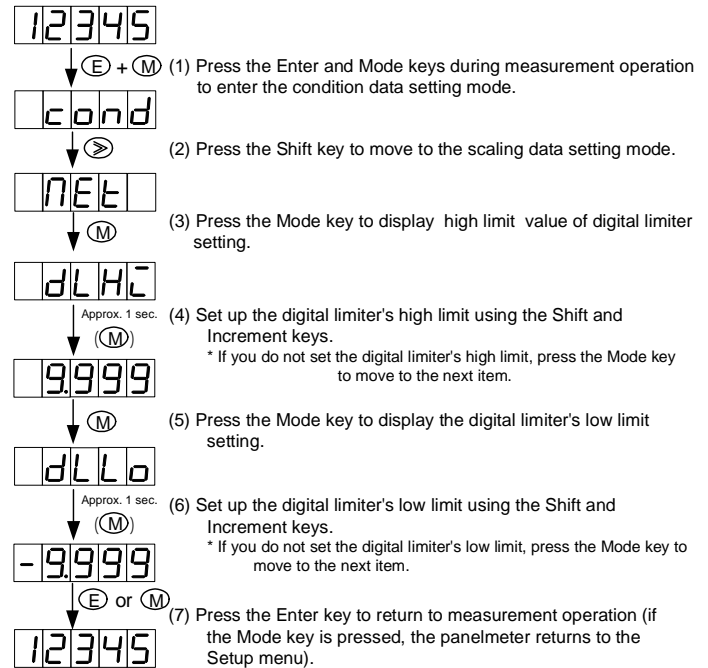 12345
E + M (1) Press the Enter and Mode keys during measurement operation
to enter the condition data setting mode.
cond
(2) Press the Shift key to move to the scaling data setting mode.
MEt
(3) Press the Mode key to display high limit value of digital limiter
M
setting.
dLHi
Approx. 1 sec. (4) Set up the digital limiter's high limit using the Shift and
(M) Increment keys.
* If you do not set the digital limiter's high limit, press the Mode key
to move to the next item.
9.999
M (5) Press the Mode key to display the digital limiter's low limit
setting.
dLLo
Approx. 1 sec. (6) Set up the digital limiter's low limit using the Shift and
(M) Increment keys.
* If you do not set the digital limiter's low limit, press the Mode key to
move to the next item.
-9.999
E or M
(7) Press the Enter key to return to measurement operation (if
the Mode key is pressed, the panelmeter returns to the
12345
Setup menu).